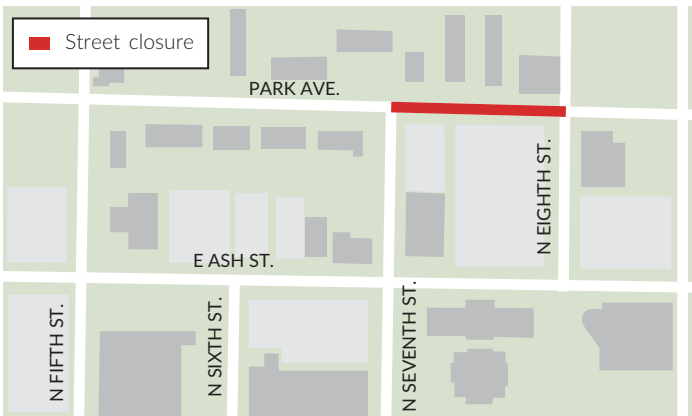 Street closure
PARK AVE.
N EIGHTH ST.
E ASH ST.
N FIFTH ST.
N SIXTH ST.
N SEVENTH ST.